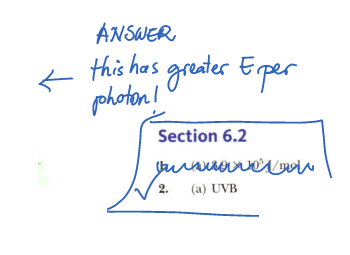 ANSWER
← this has greater E per
photon!
Section 6.2
2. (a) UVB